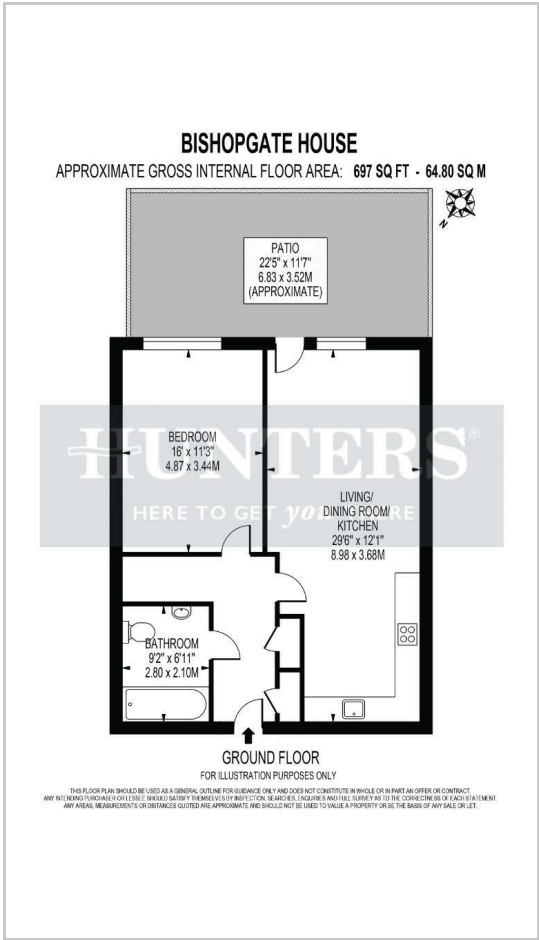 BISHOPGATE HOUSE
APPROXIMATE GROSS INTERNAL FLOOR AREA: 697 SQ FT - 64.80 SQ M
N
PATIO
22'5" x 11'7"
6.83 x 3.52M
(APPROXIMATE)
HUNTERS®
HERE TO GET you THERE
BEDROOM
16' x 11'3"
4.87 x 3.44M
LIVING/
DINING ROOM/
KITCHEN
29'6" x 12'1"
8.98 x 3.68M
BATHROOM
9'2" x 6'11"
2.80 x 2.10M
GROUND FLOOR
FOR ILLUSTRATION PURPOSES ONLY
THIS FLOOR PLAN SHOULD BE USED AS A GENERAL OUTLINE FOR GUIDANCE ONLY AND DOES NOT CONSTITUTE IN WHOLE OR IN PART AN OFFER OR CONTRACT.
ANY INTENDING PURCHASER OR LESSEE SHOULD SATISFY THEMSELVES BY INSPECTION, SEARCHES, ENQUIRIES AND FULL SURVEY AS TO THE CORRECTNESS OF EACH STATEMENT.
ANY AREAS, MEASUREMENTS OR DISTANCES QUOTED ARE APPROXIMATE AND SHOULD NOT BE USED TO VALUE A PROPERTY OR BE THE BASIS OF ANY SALE OR LET.